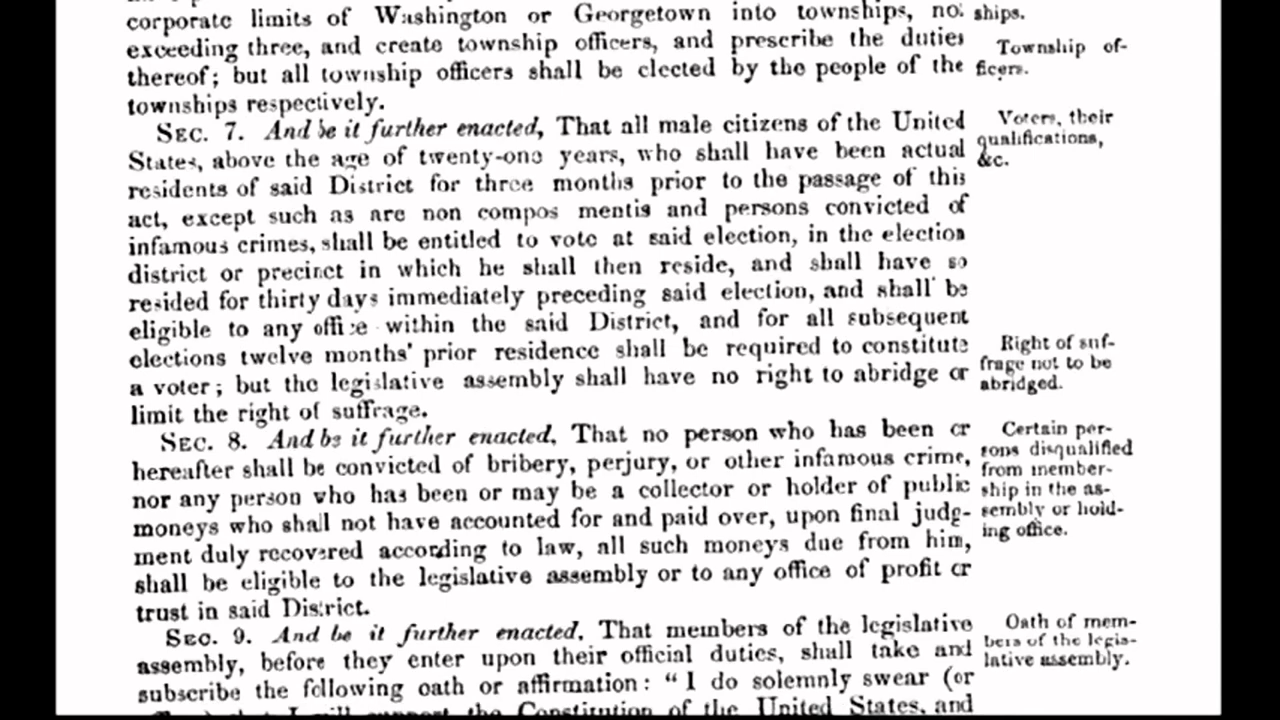 corporate limits of Washington or Georgetown into townships, not
exceeding three, and create township officers, and prescribe the duties
thereof; but all township officers shall be elected by the people of the
townships respectively.
SEC. 7. And be it further enacted, That all male citizens of the United
States, above the age of twenty-one years, who shall have been actual
residents of said District for three months prior to the passage of this
act, except such as are non compos mentis and persons convicted of
infamous crimes, shall be entitled to vote at said election, in the election
district or precinct in which he shall then reside, and shall have so
resided for thirty days immediately preceding said election, and shall be
eligible to any office within the said District, and for all subsequent
elections twelve months' prior residence shall be required to constitute
a voter; but the legislative assembly shall have no right to abridge or
limit the right of suffrage.
SEC. 8. And be it further enacted, That no person who has been or
hereafter shall be convicted of bribery, perjury, or other infamous crime,
nor any person who has been or may be a collector or holder of public
moneys who shall not have accounted for and paid over, upon final judg-
ment duly recovered according to law, all such moneys due from him,
shall be eligible to the legislative assembly or to any office of profit or
trust in said District.
SEC. 9. And be it further enacted, That members of the legislative
assembly, before they enter upon their official duties, shall take and
subscribe the following oath or affirmation: "I do solemnly swear (or
that I will support the Constitution of the United States, and
ships.
Township of-
ficers.
Voters, their
qualifications,
&c.
Right of suf-
frage not to be
abridged.
Certain per-
sons disqualified
from member-
ship in the as-
sembly or hold-
ing office.
Oath of mem-
bers of the legis-
lative assembly.